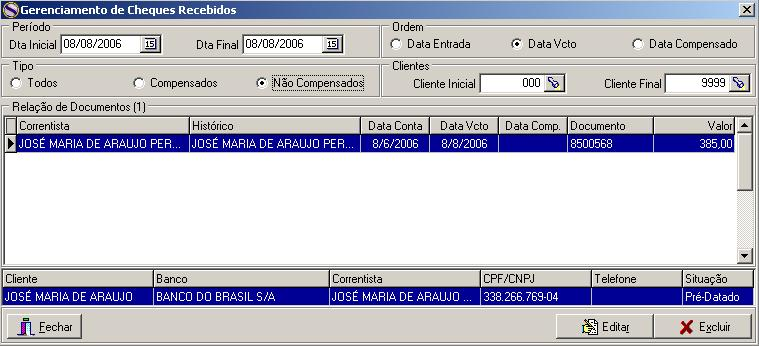 Gerenciamento de Cheques Recebidos
Período
Dta Inicial 08/08/2006 15 Dta Final 08/08/2006 15
Ordem
Data Entrada Data Vcto Data Compensado
Tipo
Todos Compensados Não Compensados
Clientes
Cliente Inicial 000 Cliente Final 9999
Relação de Documentos (1)
Correntista Histórico Data Conta Data Vcto Data Comp. Documento Valor
JOSÉ MARIA DE ARAUJO PER... JOSÉ MARIA DE ARAUJO PER... 8/6/2006 8/8/2006 8500568 385,00
Cliente Banco Correntista CPF/CNPJ Telefone Situação
JOSÉ MARIA DE ARAUJO BANCO DO BRASIL S/A JOSÉ MARIA DE ARAUJO ... 338.266.769-04 Pré-Datado
Fechar Editar Excluir